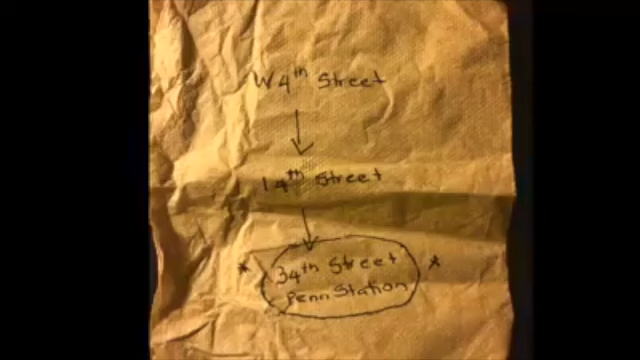 W 4th Street
14th Street
34th Street
Penn Station